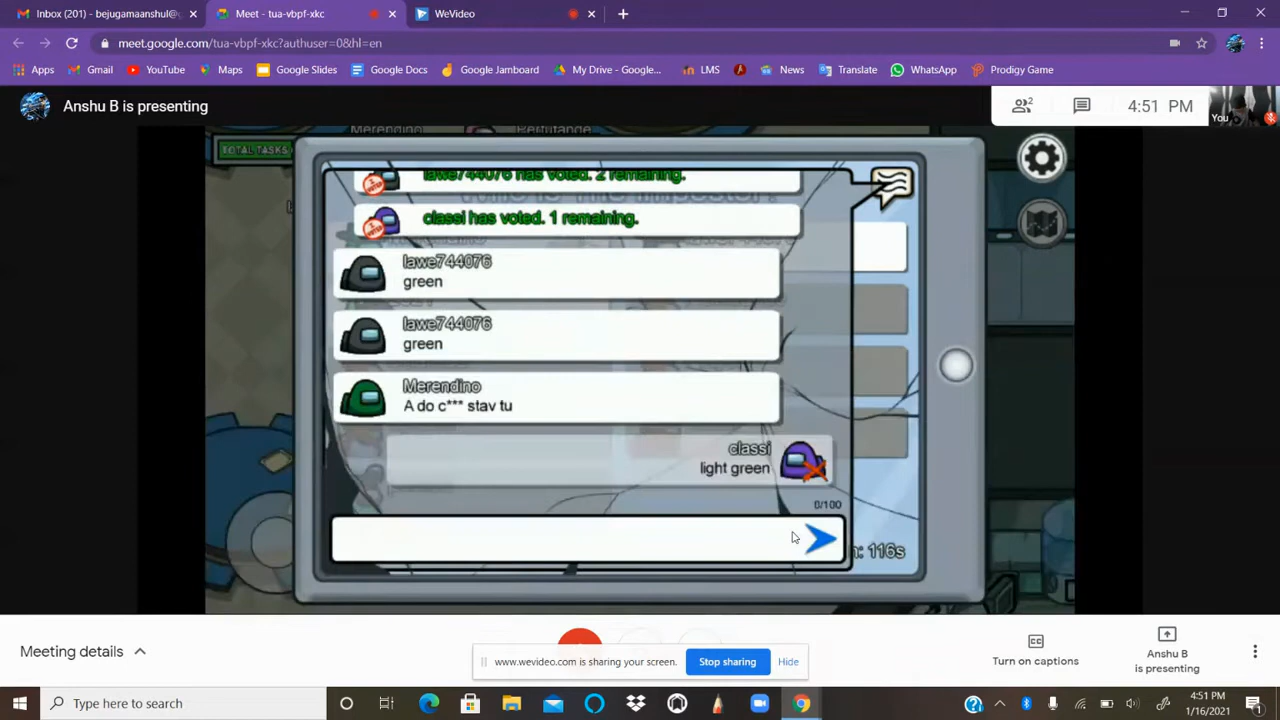 Inbox (201) - bejugamaanshul@g
Meet - tua-vbpf-xkc
WeVideo
meet.google.com/tua-vbpf-xkc?authuser=0&hl=en
Apps
Gmail
YouTube
Maps
Google Slides
Google Docs
Google Jamboard
My Drive - Google...
LMS
News
Translate
WhatsApp
Prodigy Game
Anshu B is presenting
2
4:51 PM
You
Merendino
TOTAL TASKS
lawe744076 has voted. 2 remaining.
I VOTED
classi has voted. 1 remaining.
I VOTED
lawe744076
green
lawe744076
green
Merendino
A do c*** stav tu
classi
light green
0/100
n: 116s
Meeting details
www.wevideo.com is sharing your screen.
Stop sharing
Hide
Turn on captions
Anshu B
is presenting
Type here to search
4:51 PM
1/16/2021